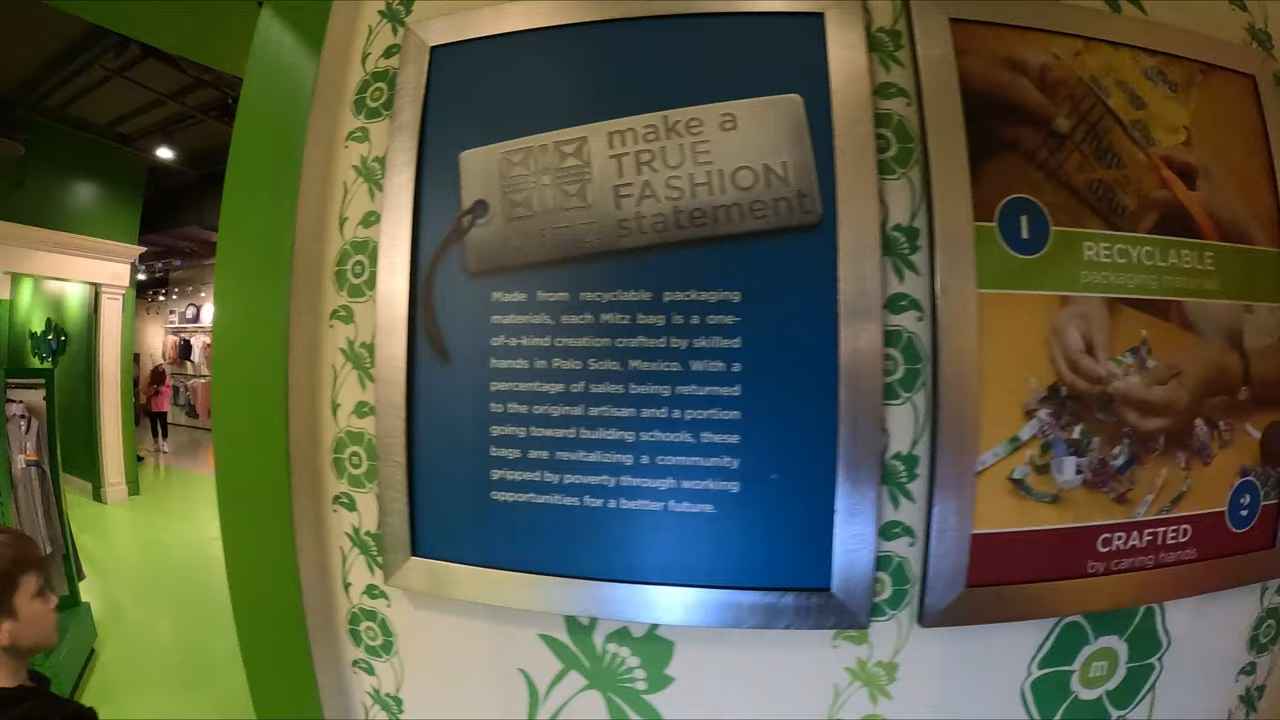 make a
TRUE
FASHION
statement
Made from recyclable packaging
materials, each Mitz bag is a one-
of-a-kind creation crafted by skilled
hands in Palo Solo, Mexico. With a
percentage of sales being returned
to the original artisan and a portion
going toward building schools, these
bags are revitalizing a community
gripped by poverty through working
opportunities for a better future.
1
RECYCLABLE
packaging materials
2
CRAFTED
by caring hands
m